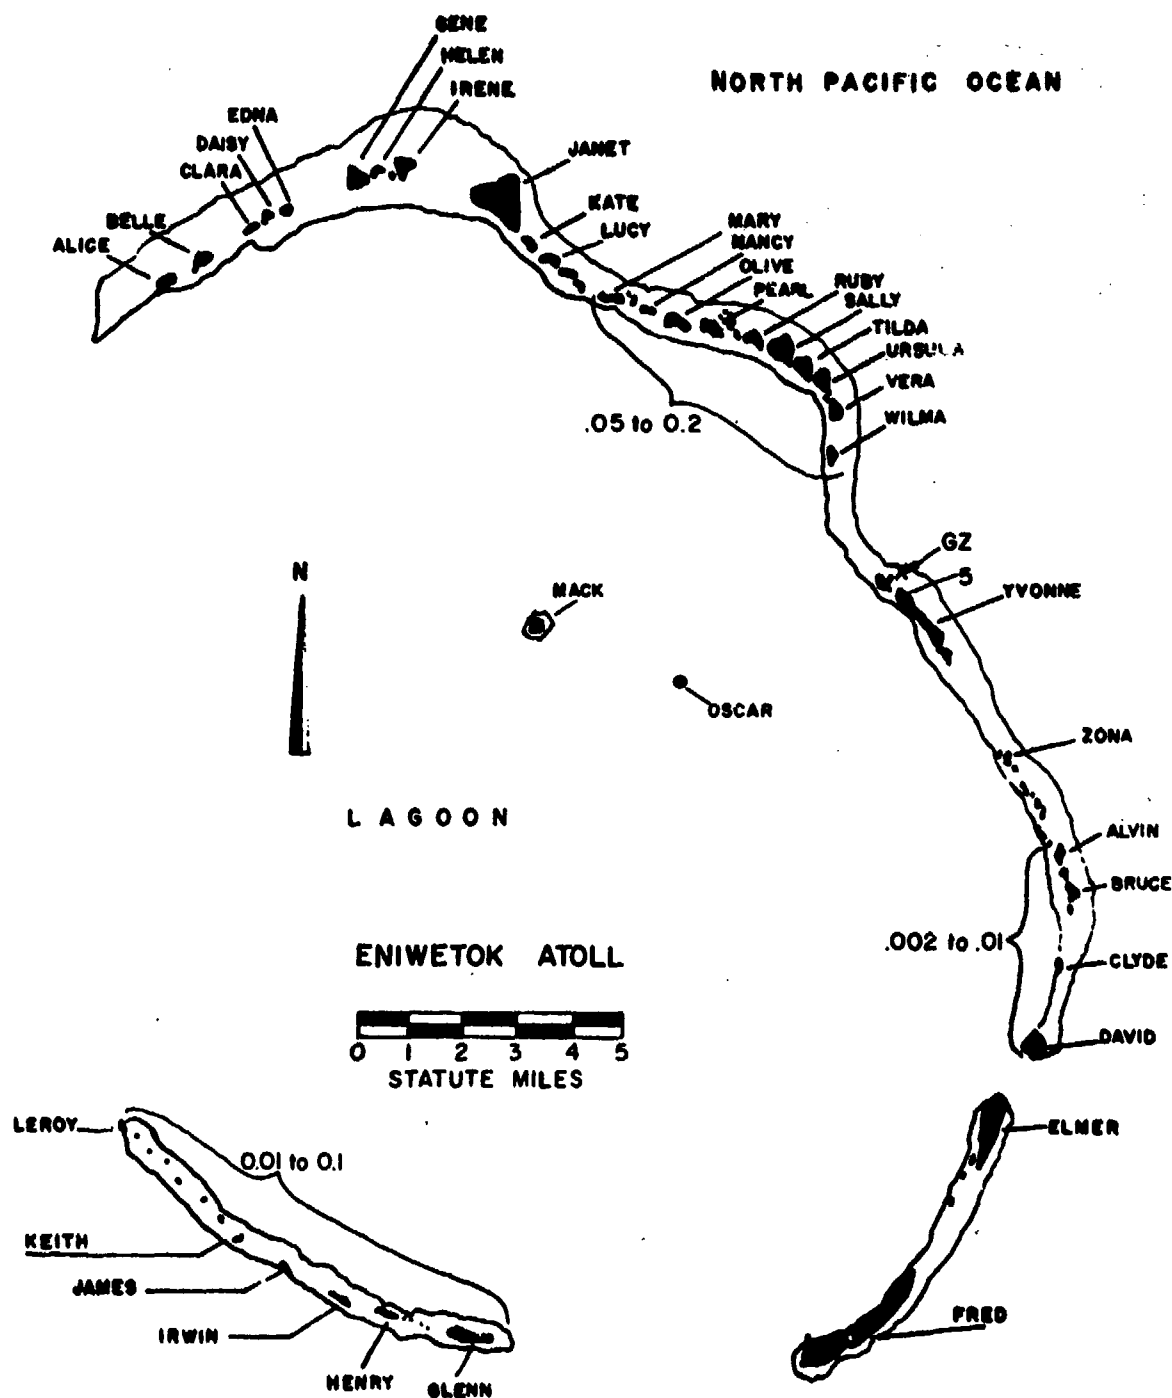 GENE
HELEN
IRENE
NORTH PACIFIC OCEAN
EDNA
DAISY
CLARA
BELLE
ALICE
JANET
KATE
LUCY
MARY
NANCY
OLIVE
PEARL
RUBY
SALLY
TILDA
URSULA
VERA
WILMA
.05 to 0.2
GZ
5
YVONNE
N
MACK
OSCAR
ZONA
LAGOON
ALVIN
BRUCE
.002 to .01
CLYDE
DAVID
ENIWETOK ATOLL
0 1 2 3 4 5
STATUTE MILES
LEROY
ELMER
0.01 to 0.1
KEITH
JAMES
IRWIN
HENRY
GLENN
FRED